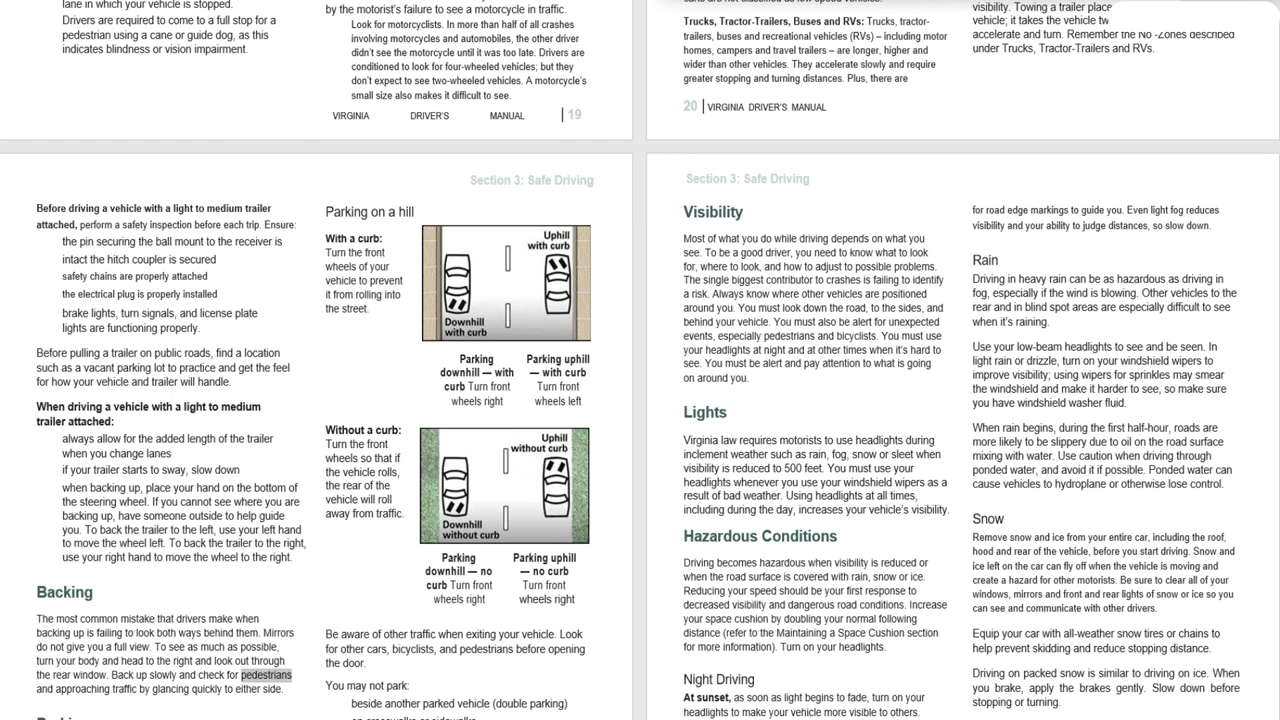 lane in which your vehicle is stopped.
Drivers are required to come to a full stop for a
pedestrian using a cane or guide dog, as this
indicates blindness or vision impairment.
by the motorist's failure to see a motorcycle in traffic.
Look for motorcyclists. In more than half of all crashes
involving motorcycles and automobiles, the other driver
didn't see the motorcycle until it was too late. Drivers are
conditioned to look for four-wheeled vehicles; but they
don't expect to see two-wheeled vehicles. A motorcycle's
small size also makes it difficult to see.
VIRGINIA DRIVER'S MANUAL | 19
Trucks, Tractor-Trailers, Buses and RVs: Trucks, tractor-
trailers, buses and recreational vehicles (RVs) – including motor
homes, campers and travel trailers – are longer, higher and
wider than other vehicles. They accelerate slowly and require
greater stopping and turning distances. Plus, there are
20 | VIRGINIA DRIVER'S MANUAL
visibility. Towing a trailer place
vehicle; it takes the vehicle tw
accelerate and turn. Remember the No -Zones described
under Trucks, Tractor-Trailers and RVs.
Section 3: Safe Driving
Before driving a vehicle with a light to medium trailer
attached, perform a safety inspection before each trip. Ensure:
the pin securing the ball mount to the receiver is
intact the hitch coupler is secured
safety chains are properly attached
the electrical plug is properly installed
brake lights, turn signals, and license plate
lights are functioning properly.
Before pulling a trailer on public roads, find a location
such as a vacant parking lot to practice and get the feel
for how your vehicle and trailer will handle.
When driving a vehicle with a light to medium
trailer attached:
always allow for the added length of the trailer
when you change lanes
if your trailer starts to sway, slow down
when backing up, place your hand on the bottom of
the steering wheel. If you cannot see where you are
backing up, have someone outside to help guide
you. To back the trailer to the left, use your left hand
to move the wheel left. To back the trailer to the right,
use your right hand to move the wheel to the right.
Backing
The most common mistake that drivers make when
backing up is failing to look both ways behind them. Mirrors
do not give you a full view. To see as much as possible,
turn your body and head to the right and look out through
the rear window. Back up slowly and check for pedestrians
and approaching traffic by glancing quickly to either side.
Parking on a hill
With a curb:
Turn the front
wheels of your
vehicle to prevent
it from rolling into
the street.
Uphill
with curb
Downhill
with curb
Parking
downhill — with
curb Turn front
wheels right
Parking uphill
— with curb
Turn front
wheels left
Without a curb:
Turn the front
wheels so that if
the vehicle rolls,
the rear of the
vehicle will roll
away from traffic.
Uphill
without curb
Downhill
without curb
Parking
downhill — no
curb Turn front
wheels right
Parking uphill
— no curb
Turn front
wheels right
Be aware of other traffic when exiting your vehicle. Look
for other cars, bicyclists, and pedestrians before opening
the door.
You may not park:
beside another parked vehicle (double parking)
on crosswalks or sidewalks
Section 3: Safe Driving
Visibility
Most of what you do while driving depends on what you
see. To be a good driver, you need to know what to look
for, where to look, and how to adjust to possible problems.
The single biggest contributor to crashes is failing to identify
a risk. Always know where other vehicles are positioned
around you. You must look down the road, to the sides, and
behind your vehicle. You must also be alert for unexpected
events, especially pedestrians and bicyclists. You must use
your headlights at night and at other times when it's hard to
see. You must be alert and pay attention to what is going
on around you.
Lights
Virginia law requires motorists to use headlights during
inclement weather such as rain, fog, snow or sleet when
visibility is reduced to 500 feet. You must use your
headlights whenever you use your windshield wipers as a
result of bad weather. Using headlights at all times,
including during the day, increases your vehicle's visibility.
Hazardous Conditions
Driving becomes hazardous when visibility is reduced or
when the road surface is covered with rain, snow or ice.
Reducing your speed should be your first response to
decreased visibility and dangerous road conditions. Increase
your space cushion by doubling your normal following
distance (refer to the Maintaining a Space Cushion section
for more information). Turn on your headlights.
Night Driving
At sunset, as soon as light begins to fade, turn on your
headlights to make your vehicle more visible to others.
for road edge markings to guide you. Even light fog reduces
visibility and your ability to judge distances, so slow down.
Rain
Driving in heavy rain can be as hazardous as driving in
fog, especially if the wind is blowing. Other vehicles to the
rear and in blind spot areas are especially difficult to see
when it's raining.
Use your low-beam headlights to see and be seen. In
light rain or drizzle, turn on your windshield wipers to
improve visibility; using wipers for sprinkles may smear
the windshield and make it harder to see, so make sure
you have windshield washer fluid.
When rain begins, during the first half-hour, roads are
more likely to be slippery due to oil on the road surface
mixing with water. Use caution when driving through
ponded water, and avoid it if possible. Ponded water can
cause vehicles to hydroplane or otherwise lose control.
Snow
Remove snow and ice from your entire car, including the roof,
hood and rear of the vehicle, before you start driving. Snow and
ice left on the car can fly off when the vehicle is moving and
create a hazard for other motorists. Be sure to clear all of your
windows, mirrors and front and rear lights of snow or ice so you
can see and communicate with other drivers.
Equip your car with all-weather snow tires or chains to
help prevent skidding and reduce stopping distance.
Driving on packed snow is similar to driving on ice. When
you brake, apply the brakes gently. Slow down before
stopping or turning.